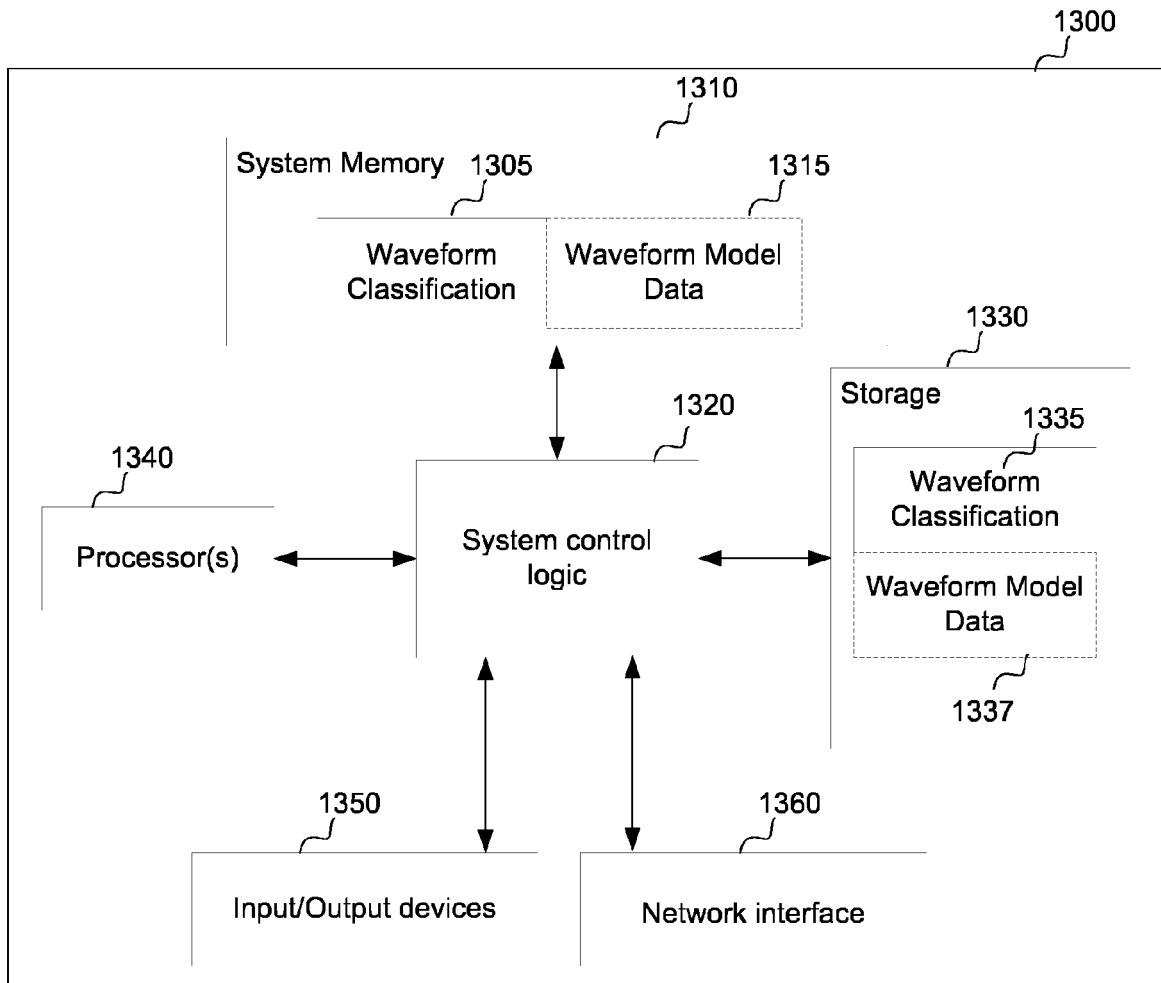 1300
1310
System Memory
1305
1315
Waveform
Classification
Waveform Model
Data
1330
Storage
1320
1335
1340
Waveform
Classification
System control
logic
Processor(s)
Waveform Model
Data
1337
1350
1360
Input/Output devices
Network interface